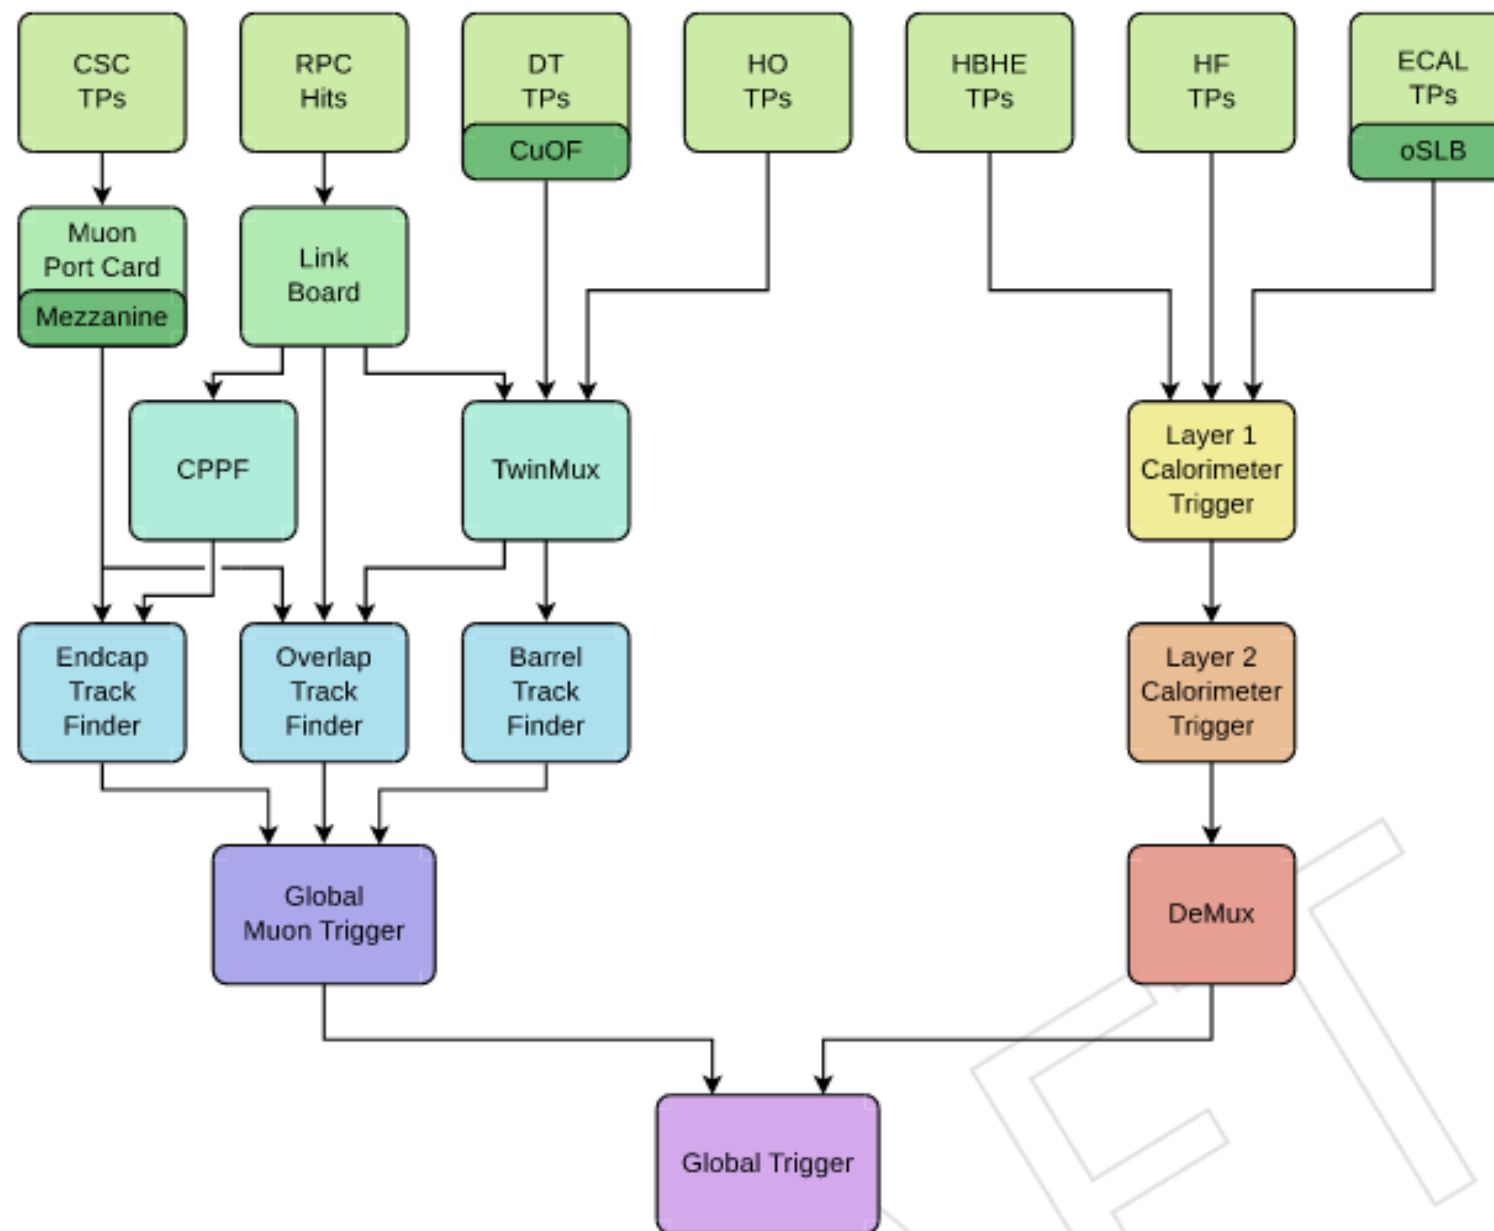 CSC
TPs
RPC
Hits
DT
TPs
CuOF
HO
TPs
HBHE
TPs
HF
TPs
ECAL
TPs
oSLB
Muon
Port Card
Mezzanine
Link
Board
CPPF
TwinMux
Layer 1
Calorimeter
Trigger
Endcap
Track
Finder
Overlap
Track
Finder
Barrel
Track
Finder
Layer 2
Calorimeter
Trigger
Global
Muon Trigger
DeMux
Global Trigger